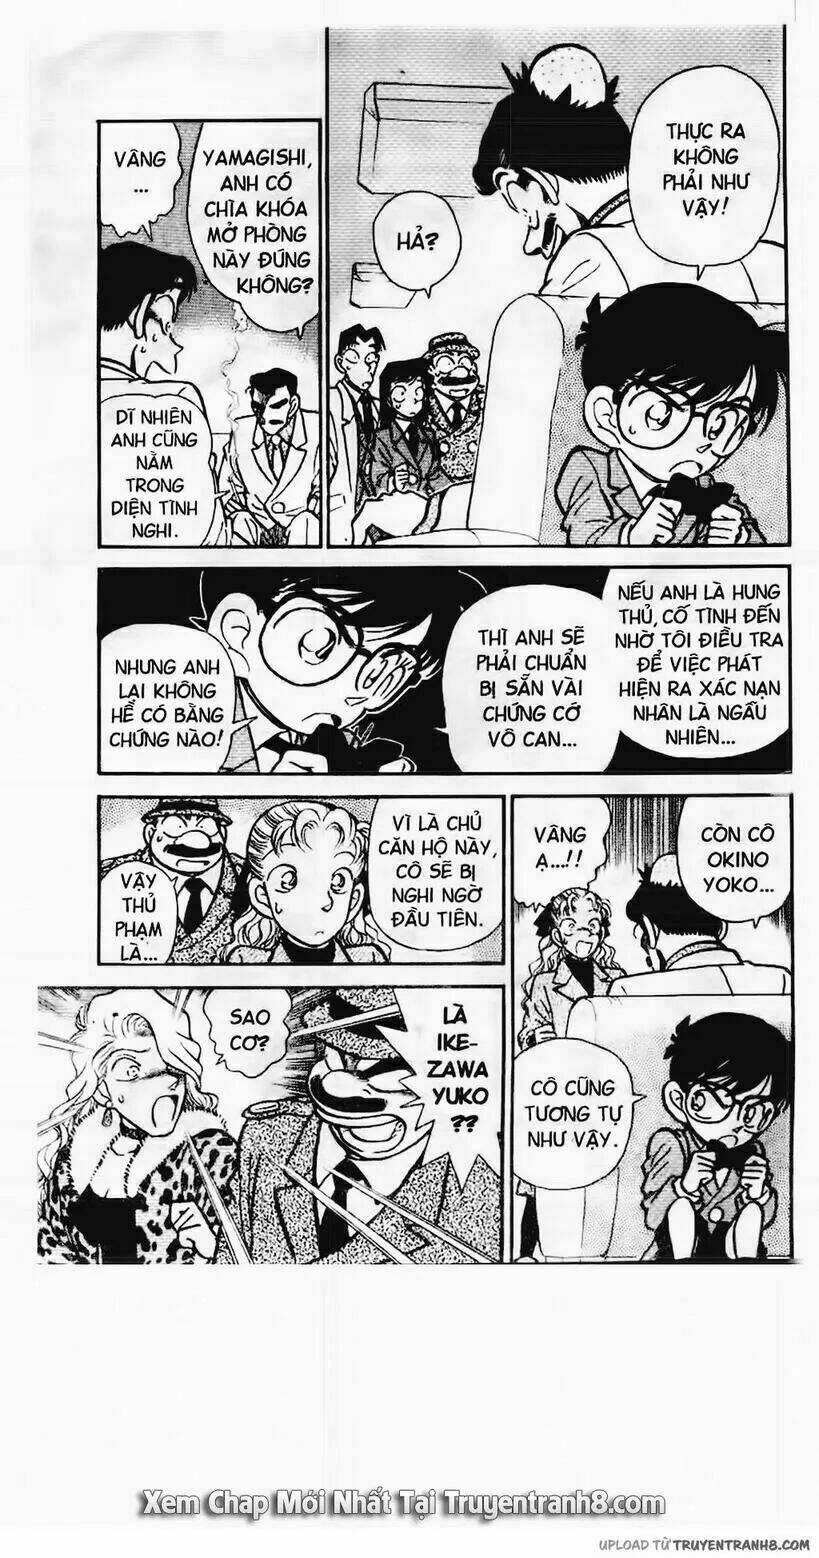 THỰC RA
KHÔNG
PHẢI NHƯ
VẬY!
HẢ?
YAMAGISHI,
ANH CÓ
CHÌA KHÓA
MỞ PHÒNG
NÀY ĐÚNG
KHÔNG?
VÂNG
...
DĨ NHIÊN
ANH CŨNG
NẰM
TRONG
DIỆN TÌNH
NGHI.
NẾU ANH LÀ HUNG
THỦ, CỐ TÌNH ĐẾN
NHỜ TÔI ĐIỀU TRA
ĐỂ VIỆC PHÁT
HIỆN RA XÁC NẠN
NHÂN LÀ NGẪU
NHIÊN...
THÌ ANH SẼ
PHẢI CHUẨN
BỊ SẴN VÀI
CHỨNG CỚ
VÔ CAN...
NHƯNG ANH
LẠI KHÔNG
HỀ CÓ BẰNG
CHỨNG NÀO!
CÒN CÔ
OKINO
YOKO...
VÂNG
Ạ...!!
CÔ CŨNG
TƯƠNG TỰ
NHƯ VẬY.
VÌ LÀ CHỦ
CĂN HỘ NÀY,
CÔ SẼ BỊ
NGHI NGỜ
ĐẦU TIÊN.
VẬY
THỦ
PHẠM
LÀ...
LÀ
IKE-
ZAWA
YUKO
??
SAO
CƠ?
Xem Chap Mới Nhất Tại Truyentranh8.com
UPLOAD TỪ TRUYENTRANH8.COM